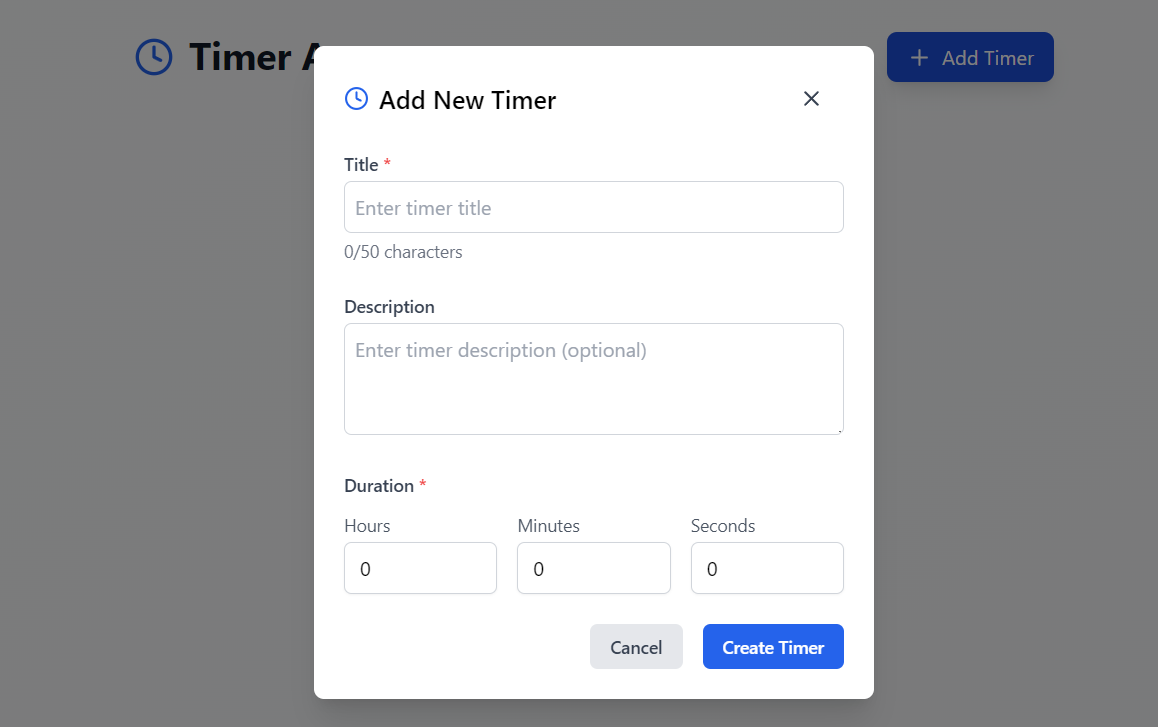 Timer A
+ Add Timer
Add New Timer
Title *
Enter timer title
0/50 characters
Description
Enter timer description (optional)
Duration *
Hours Minutes Seconds
0 0 0
Cancel Create Timer